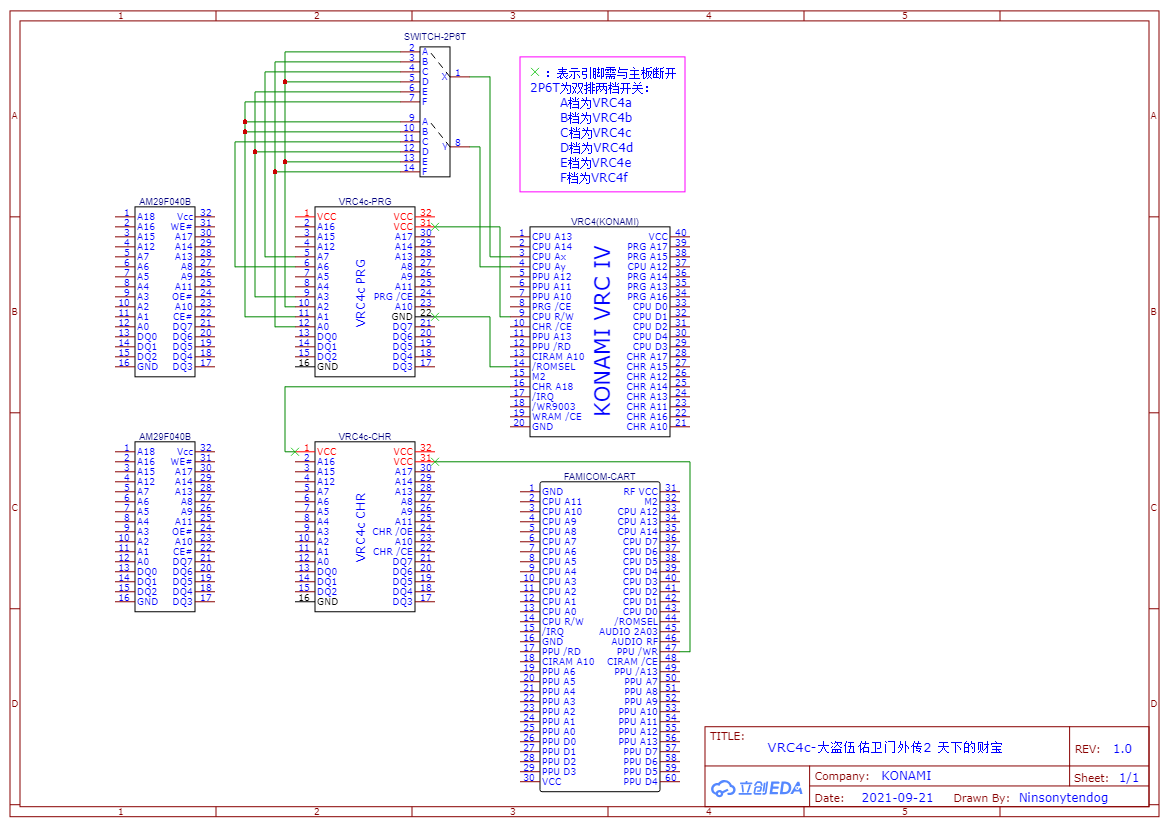 1 2 3 4 5
SWITCH-2P6T
2 A
3 B
4 C
5 D
6 E
7 F
X 1
9 A
10 B
11 C
12 D
13 E
14 F
Y 8
× ：表示引脚需与主板断开
2P6T为双排两档开关：
A档为VRC4a
B档为VRC4b
C档为VRC4c
D档为VRC4d
E档为VRC4e
F档为VRC4f
A A
AM29F040B
1 A18 Vcc 32
2 A16 WE# 31
3 A15 A17 30
4 A12 A14 29
5 A7 A13 28
6 A6 A8 27
7 A5 A9 26
8 A4 A11 25
9 A3 OE# 24
10 A2 A10 23
11 A1 CE# 22
12 A0 DQ7 21
13 DQ0 DQ6 20
14 DQ1 DQ5 19
15 DQ2 DQ4 18
16 GND DQ3 17
VRC4c-PRG
VRC4c PRG
1 VCC VCC 32
2 A16 VCC 31
3 A15 A17 30
4 A12 A14 29
5 A7 A13 28
6 A6 A8 27
7 A5 A9 26
8 A4 A11 25
9 A3 PRG /CE 24
10 A2 A10 23
11 A1 GND 22
12 A0 DQ7 21
13 DQ0 DQ6 20
14 DQ1 DQ5 19
15 DQ2 DQ4 18
16 GND DQ3 17
VRC4(KONAMI)
KONAMI VRC IV
1 CPU A13 VCC 40
2 CPU A14 PRG A17 39
3 CPU Ax PRG A15 38
4 CPU Ay CPU A12 37
5 PPU A12 PRG A14 36
6 PPU A11 PRG A13 35
7 PPU A10 PRG A16 34
8 PRG /CE CPU D0 33
9 CPU R/W CPU D1 32
10 CHR /CE CPU D2 31
11 PPU A13 CPU D4 30
12 PPU /RD CPU D3 29
13 CIRAM A10 CHR A17 28
14 /ROMSEL CHR A15 27
15 M2 CHR A12 26
16 CHR A18 CHR A14 25
17 /IRQ CHR A13 24
18 /WR9003 CHR A11 23
19 WRAM /CE CHR A16 22
20 GND CHR A10 21
B B
AM29F040B
1 A18 Vcc 32
2 A16 WE# 31
3 A15 A17 30
4 A12 A14 29
5 A7 A13 28
6 A6 A8 27
7 A5 A9 26
8 A4 A11 25
9 A3 OE# 24
10 A2 A10 23
11 A1 CE# 22
12 A0 DQ7 21
13 DQ0 DQ6 20
14 DQ1 DQ5 19
15 DQ2 DQ4 18
16 GND DQ3 17
VRC4c-CHR
VRC4c CHR
1 VCC VCC 32
2 A16 VCC 31
3 A15 A17 30
4 A12 A14 29
5 A7 A13 28
6 A6 A8 27
7 A5 A9 26
8 A4 A11 25
9 A3 CHR /OE 24
10 A2 A10 23
11 A1 CHR /CE 22
12 A0 DQ7 21
13 DQ0 DQ6 20
14 DQ1 DQ5 19
15 DQ2 DQ4 18
16 GND DQ3 17
C C
FAMICOM-CART
1 GND RF VCC 31
2 CPU A11 M2 32
3 CPU A10 CPU A12 33
4 CPU A9 CPU A13 34
5 CPU A8 CPU A14 35
6 CPU A7 CPU D7 36
7 CPU A6 CPU D6 37
8 CPU A5 CPU D5 38
9 CPU A4 CPU D4 39
10 CPU A3 CPU D3 40
11 CPU A2 CPU D2 41
12 CPU A1 CPU D1 42
13 CPU A0 CPU D0 43
14 CPU R/W /ROMSEL 44
15 /IRQ AUDIO 2A03 45
16 GND AUDIO RF 46
17 PPU /RD PPU /WR 47
18 CIRAM A10 CIRAM /CE 48
19 PPU A6 PPU /A13 49
20 PPU A5 PPU A7 50
21 PPU A4 PPU A8 51
22 PPU A3 PPU A9 52
23 PPU A2 PPU A10 53
24 PPU A1 PPU A11 54
25 PPU A0 PPU A12 55
26 PPU D0 PPU A13 56
27 PPU D1 PPU D7 57
28 PPU D2 PPU D6 58
29 PPU D3 PPU D5 59
30 VCC PPU D4 60
D D
TITLE:
VRC4c-大盗伍佑卫门外传2 天下的财宝
REV: 1.0
立创EDA
Company: KONAMI
Sheet: 1/1
Date: 2021-09-21 Drawn By: Ninsonytendog
1 2 3 4 5